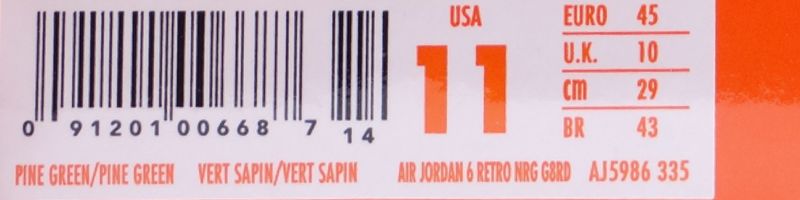 USA
11
EURO 45
U.K. 10
cm 29
BR 43
0 91201 00668 7 14
PINE GREEN/PINE GREEN VERT SAPIN/VERT SAPIN AIR JORDAN 6 RETRO NRG G8RD AJ5986 335